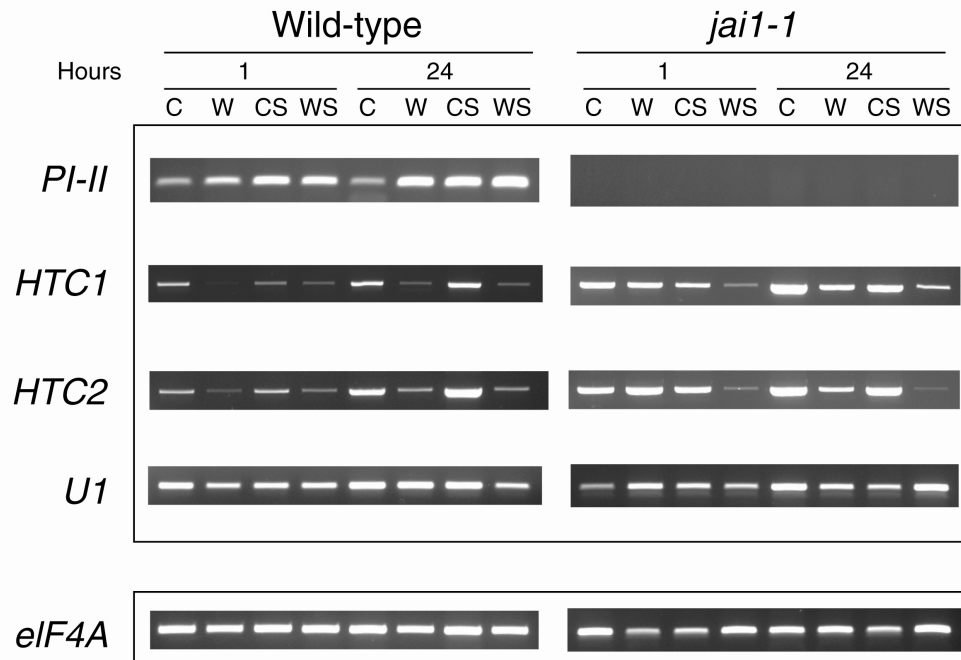 Wild-type jai1-1
Hours 1 24 1 24
C W CS WS C W CS WS C W CS WS C W CS WS
PI-II
HTC1
HTC2
U1
eIF4A